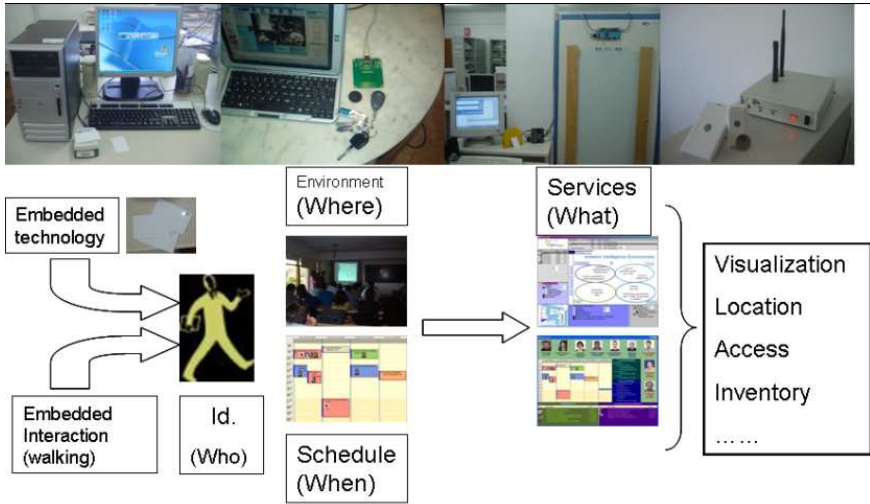 Environment
(Where)
Services
(What)
Embedded
technology
Visualization
Location
Access
Inventory
... ...
Embedded
Interaction
(walking)
Id.
(Who)
Schedule
(When)